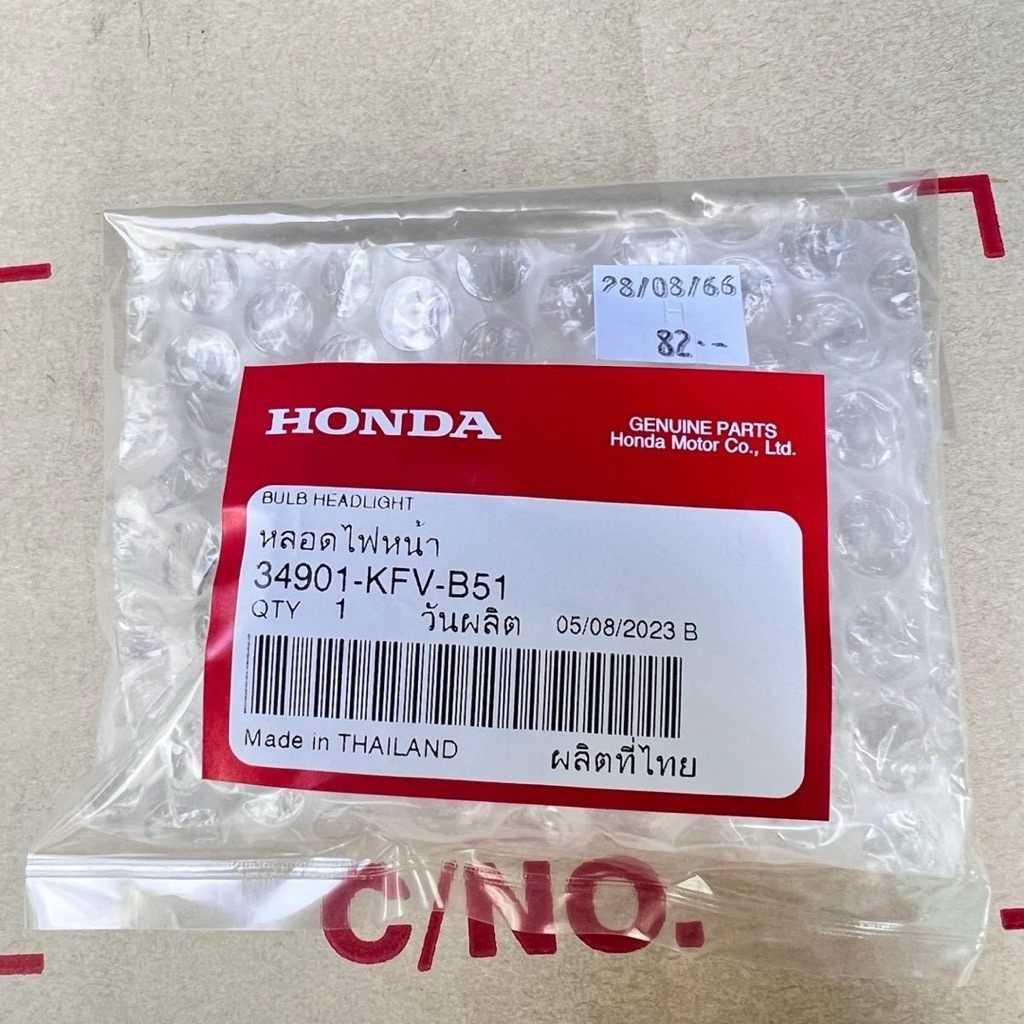 28/08/66
82.-
HONDA
GENUINE PARTS
Honda Motor Co., Ltd.
BULB HEADLIGHT
หลอดไฟหน้า
34901-KFV-B51
QTY 1 วันผลิต 05/08/2023 B
Made in THAILAND ผลิตที่ไทย
C/NO.